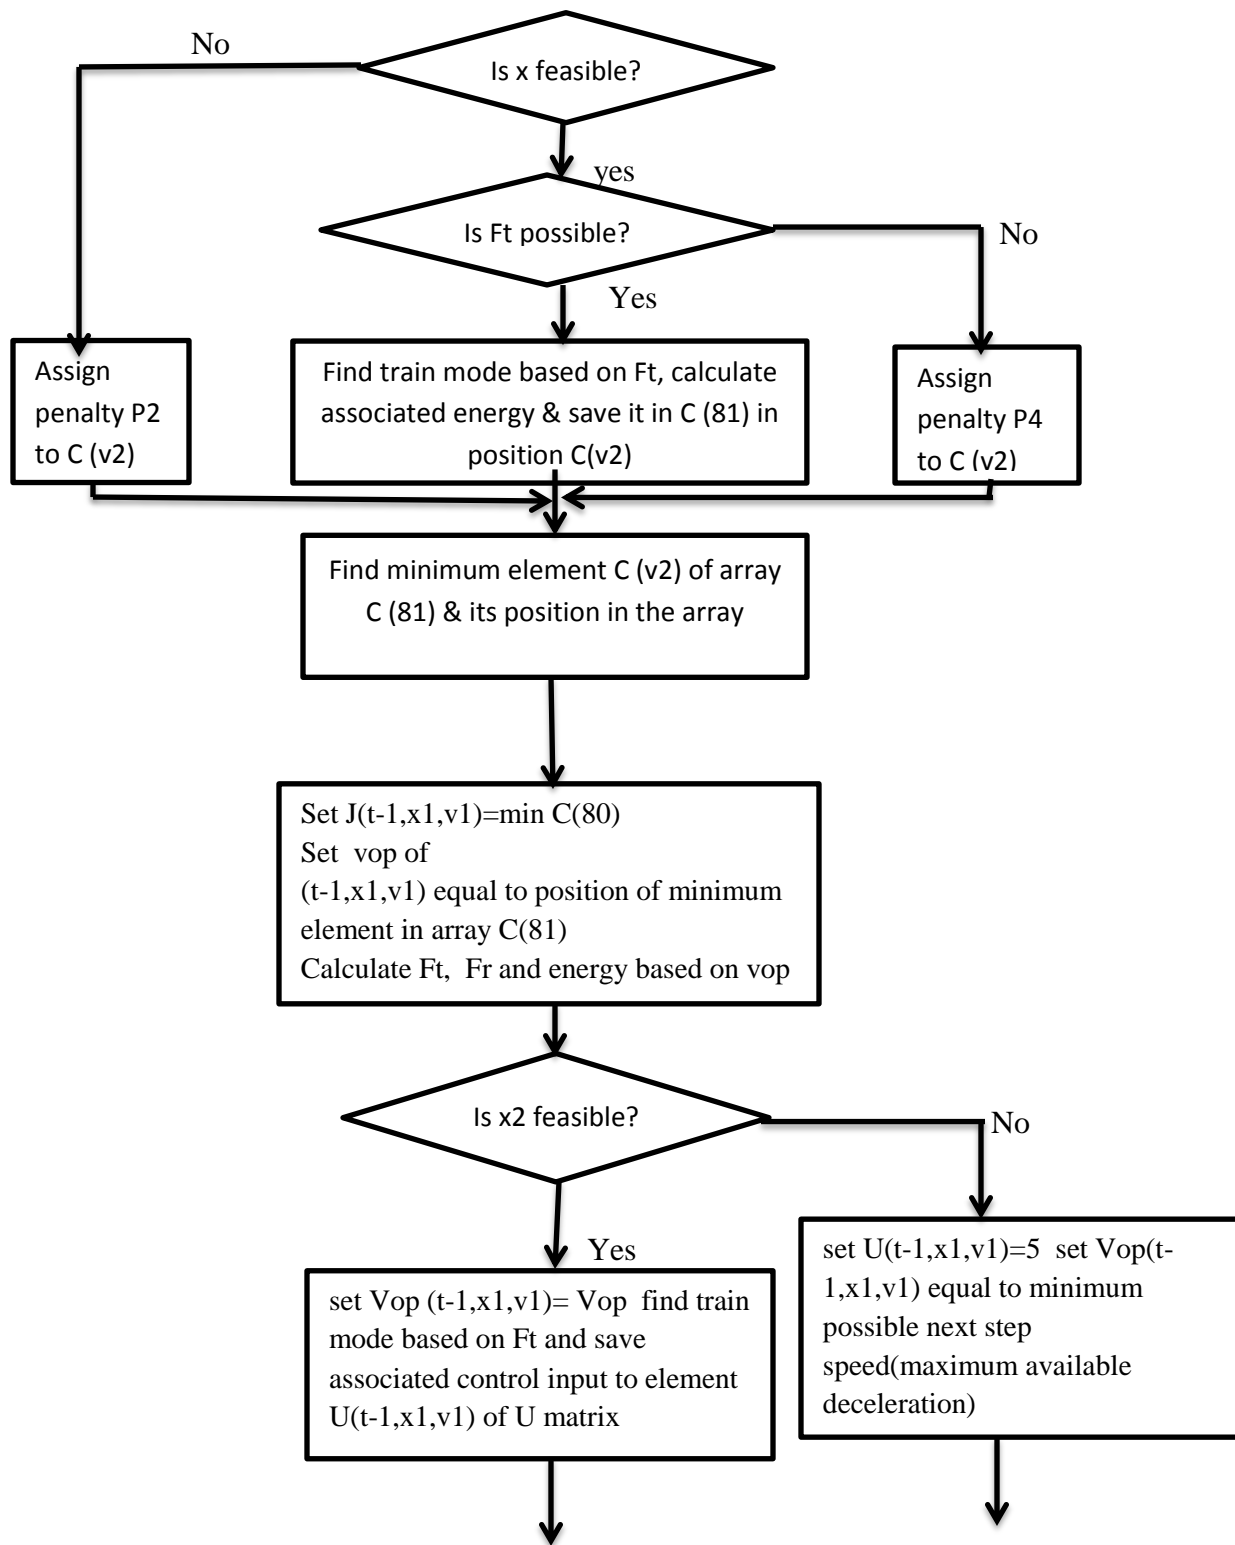 No
Is x feasible?
yes
Is Ft possible?
No
Yes
Assign
penalty P2
to C (v2)
Find train mode based on Ft, calculate
associated energy & save it in C (81) in
position C(v2)
Assign
penalty P4
to C (v2)
Find minimum element C (v2) of array
C (81) & its position in the array
Set J(t-1,x1,v1)=min C(80)
Set  vop of
(t-1,x1,v1) equal to position of minimum
element in array C(81)
Calculate Ft,  Fr and energy based on vop
Is x2 feasible?
No
Yes
set Vop (t-1,x1,v1)= Vop  find train
mode based on Ft and save
associated control input to element
U(t-1,x1,v1) of U matrix
set U(t-1,x1,v1)=5  set Vop(t-
1,x1,v1) equal to minimum
possible next step
speed(maximum available
deceleration)